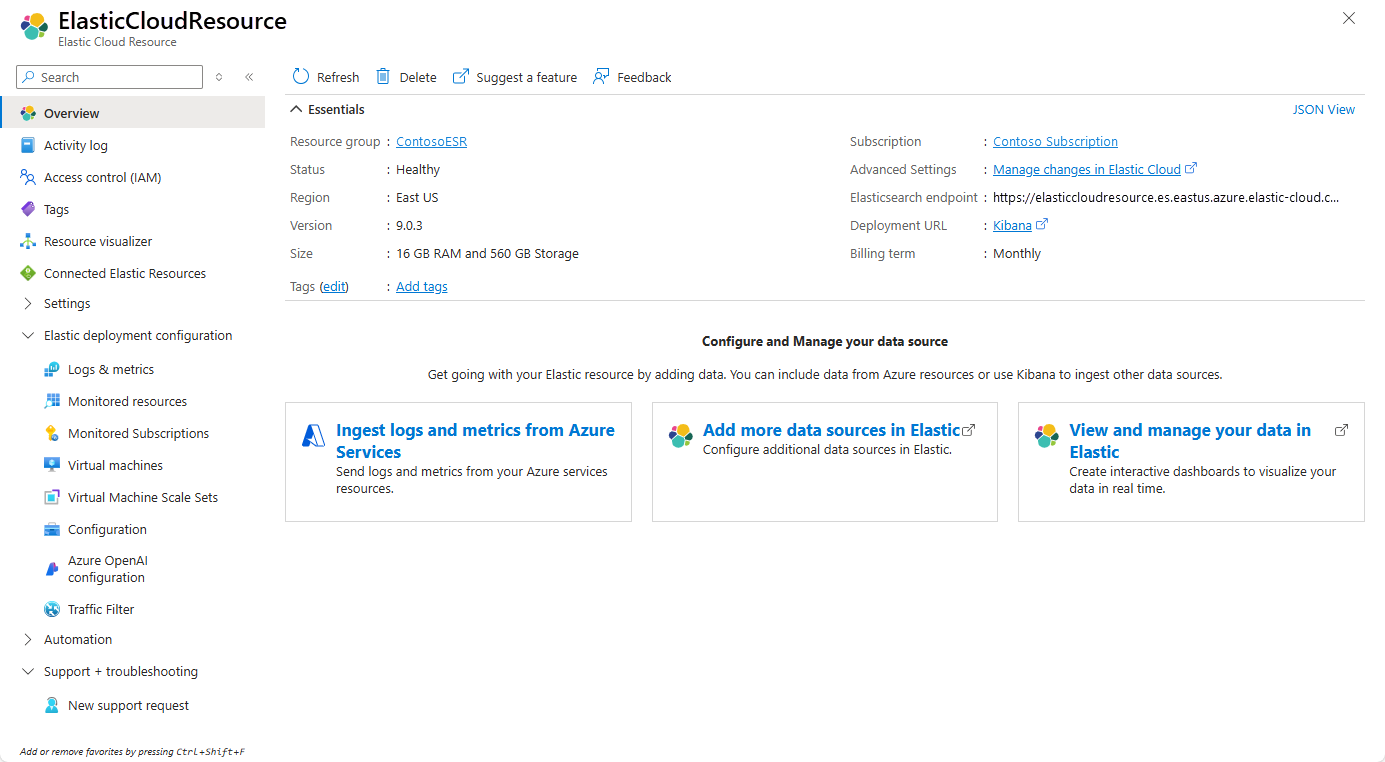 ElasticCloudResource
Elastic Cloud Resource
Search
Overview
Activity log
Access control (IAM)
Tags
Resource visualizer
Connected Elastic Resources
Settings
Elastic deployment configuration
Logs & metrics
Monitored resources
Monitored Subscriptions
Virtual machines
Virtual Machine Scale Sets
Configuration
Azure OpenAI
configuration
Traffic Filter
Automation
Support + troubleshooting
New support request
Add or remove favorites by pressing Ctrl+Shift+F
Refresh Delete Suggest a feature Feedback
Essentials JSON View
Resource group : ContosoESR
Status : Healthy
Region : East US
Version : 9.0.3
Size : 16 GB RAM and 560 GB Storage
Tags (edit) : Add tags
Subscription : Contoso Subscription
Advanced Settings : Manage changes in Elastic Cloud
Elasticsearch endpoint : https://elasticcloudresource.es.eastus.azure.elastic-cloud.c...
Deployment URL : Kibana
Billing term : Monthly
Configure and Manage your data source
Get going with your Elastic resource by adding data. You can include data from Azure resources or use Kibana to ingest other data sources.
Ingest logs and metrics from Azure
Services
Send logs and metrics from your Azure services
resources.
Add more data sources in Elastic
Configure additional data sources in Elastic.
View and manage your data in
Elastic
Create interactive dashboards to visualize your
data in real time.